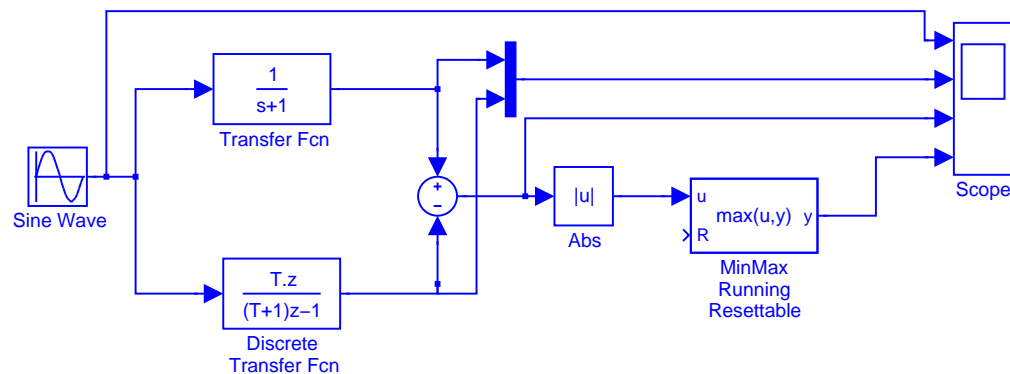 1
s+1
Transfer Fcn
Sine Wave
+
−
|u|
Abs
u
R
max(u,y)
y
MinMax
Running
Resettable
Scope
T.z
(T+1)z−1
Discrete
Transfer Fcn